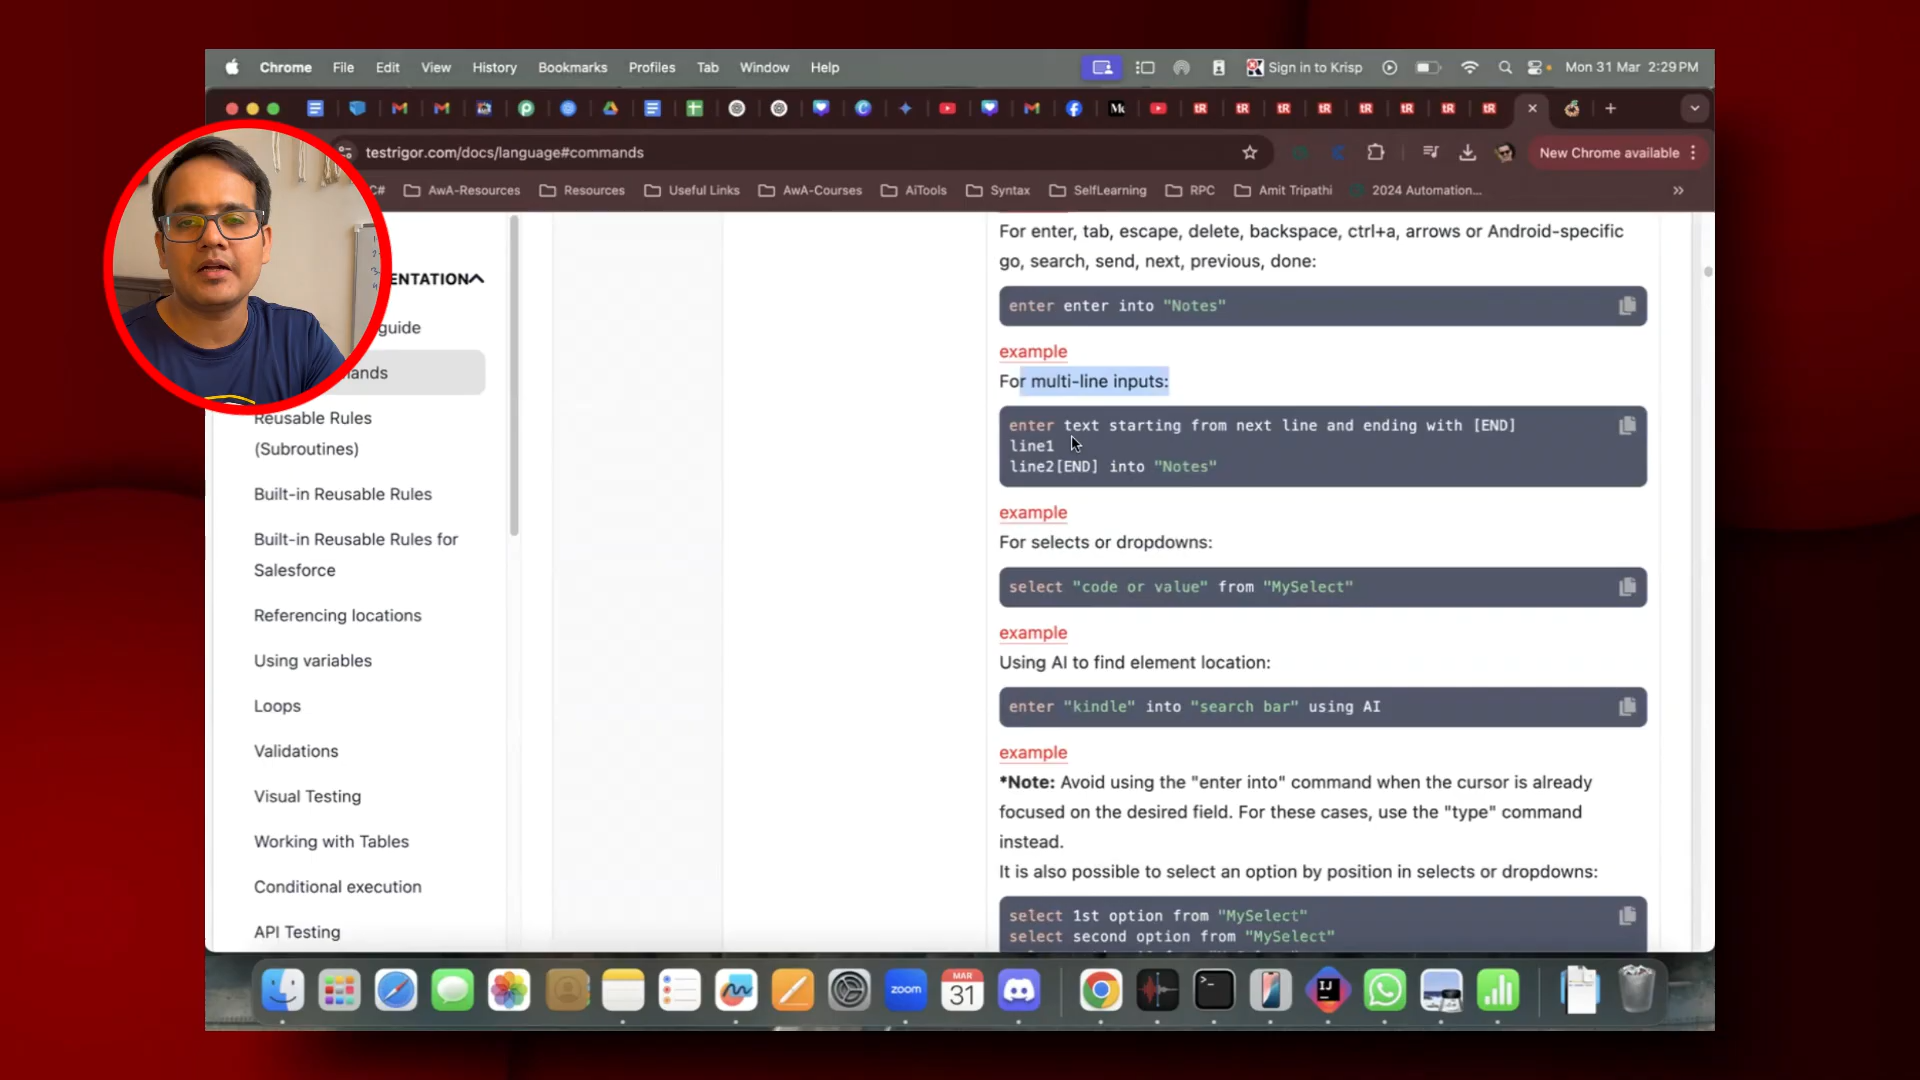 Chrome File Edit View History Bookmarks Profiles Tab Window Help Sign in to Krisp Mon 31 Mar 2:29 PM
testrigor.com/docs/language#commands New Chrome available
C# AwA-Resources Resources Useful Links AwA-Courses AiTools Syntax SelfLearning RPC Amit Tripathi 2024 Automation... »
ENTATION
guide
ands
Reusable Rules
(Subroutines)
Built-in Reusable Rules
Built-in Reusable Rules for
Salesforce
Referencing locations
Using variables
Loops
Validations
Visual Testing
Working with Tables
Conditional execution
API Testing
For enter, tab, escape, delete, backspace, ctrl+a, arrows or Android-specific
go, search, send, next, previous, done:
enter enter into "Notes"
example
For multi-line inputs:
enter text starting from next line and ending with [END]
line1
line2[END] into "Notes"
example
For selects or dropdowns:
select "code or value" from "MySelect"
example
Using AI to find element location:
enter "kindle" into "search bar" using AI
example
*Note: Avoid using the "enter into" command when the cursor is already
focused on the desired field. For these cases, use the "type" command
instead.
It is also possible to select an option by position in selects or dropdowns:
select 1st option from "MySelect"
select second option from "MySelect"
zoom
MAR
31
IJ